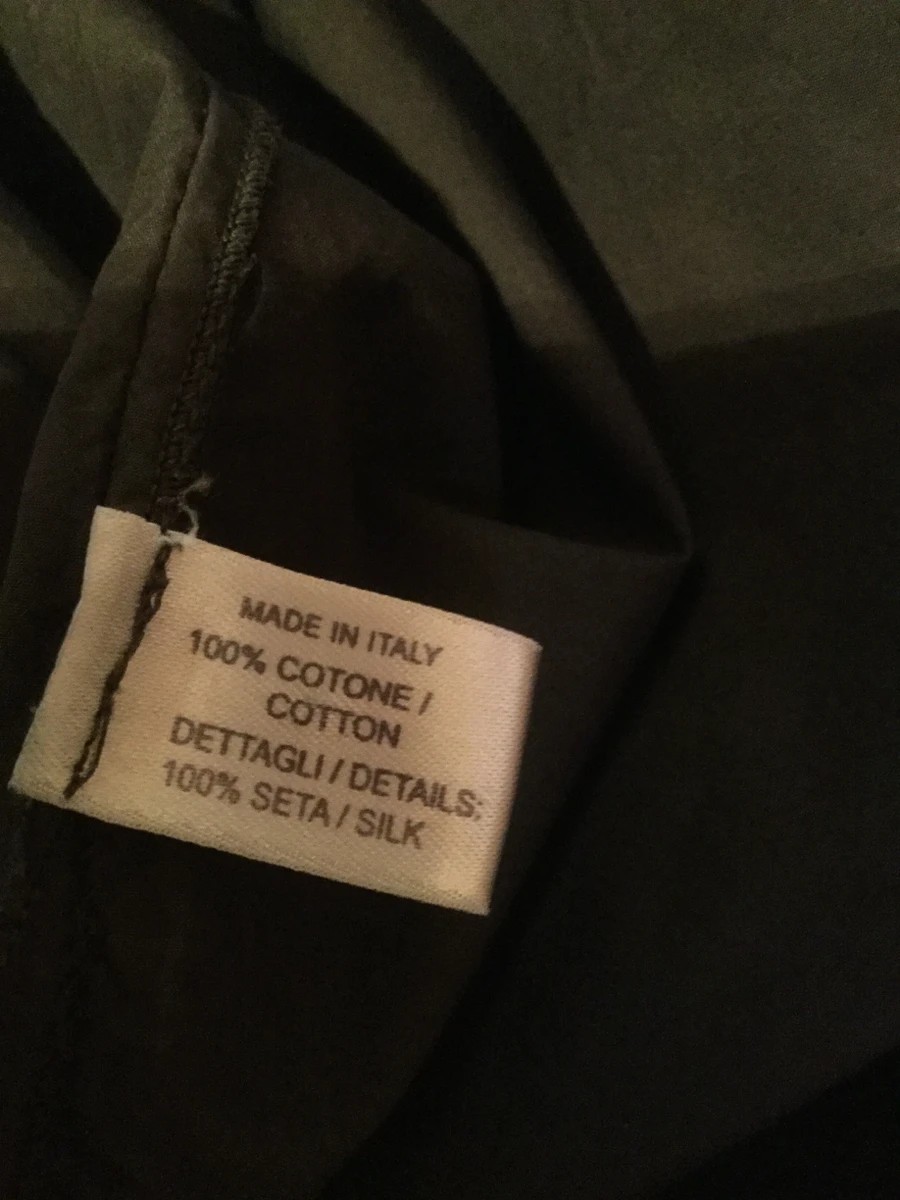 MADE IN ITALY
100% COTONE /
COTTON
DETTAGLI / DETAILS:
100% SETA / SILK